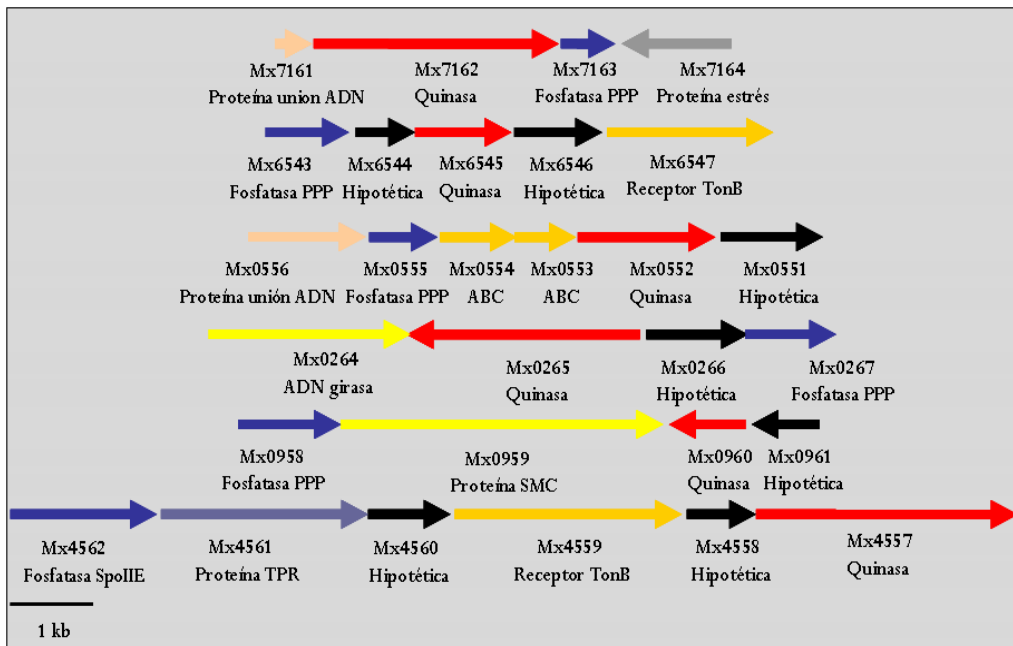 Mx7161 Mx7162 Mx7163 Mx7164
Proteína union ADN Quinasa Fosfatasa PPP Proteína estrés
Mx6543 Mx6544 Mx6545 Mx6546 Mx6547
Fosfatasa PPP Hipotética Quinasa Hipotética Receptor TonB
Mx0556 Mx0555 Mx0554 Mx0553 Mx0552 Mx0551
Proteína unión ADN Fosfatasa PPP ABC ABC Quinasa Hipotética
Mx0264 Mx0265 Mx0266 Mx0267
ADN girasa Quinasa Hipotética Fosfatasa PPP
Mx0958 Mx0959 Mx0960 Mx0961
Fosfatasa PPP Proteína SMC Quinasa Hipotética
Mx4562 Mx4561 Mx4560 Mx4559 Mx4558 Mx4557
Fosfatasa SpoIIE Proteína TPR Hipotética Receptor TonB Hipotética Quinasa
1 kb